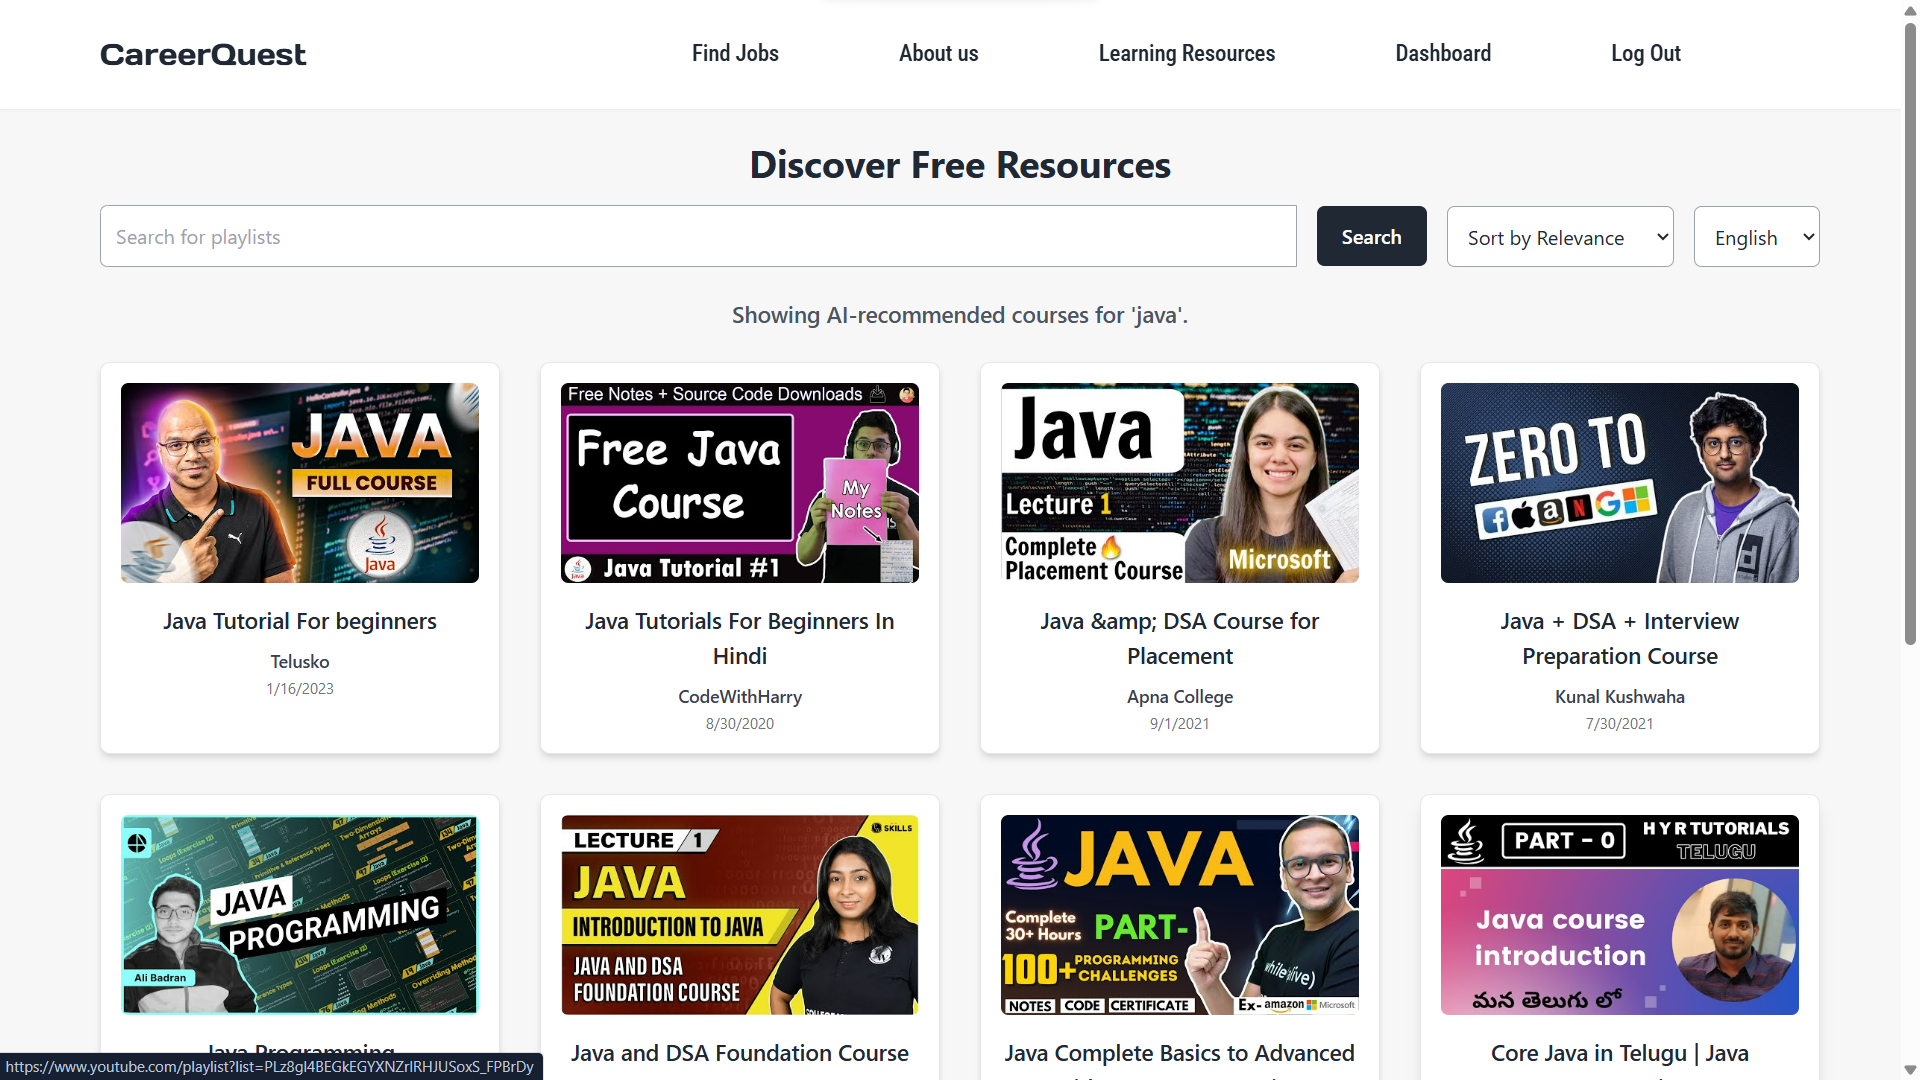 CareerQuest
Find Jobs
About us
Learning Resources
Dashboard
Log Out
Discover Free Resources
Search for playlists
Search
Sort by Relevance
English
Showing AI-recommended courses for 'java'.
JAVA
FULL COURSE
Java
Java Tutorial For beginners
Telusko
1/16/2023
Free Notes + Source Code Downloads
Free Java
Course
My
Notes
Java Tutorial #1
Java Tutorials For Beginners In
Hindi
CodeWithHarry
8/30/2020
Java
Lecture 1
Complete
Placement Course
Microsoft
Java &amp; DSA Course for
Placement
Apna College
9/1/2021
ZERO TO
Java + DSA + Interview
Preparation Course
Kunal Kushwaha
7/30/2021
JAVA
PROGRAMMING
Ali Badran
Java Programming
LECTURE 1
SKILLS
JAVA
INTRODUCTION TO JAVA
JAVA AND DSA
FOUNDATION COURSE
Java and DSA Foundation Course
JAVA
Complete
30+ Hours
PART-
100+ PROGRAMMING
CHALLENGES
while(live)
NOTES CODE CERTIFICATE
Ex- amazon Microsoft
Java Complete Basics to Advanced
PART - 0
H Y R TUTORIALS
TELUGU
Java course
introduction
మన తెలుగు లో
Core Java in Telugu | Java
https://www.youtube.com/playlist?list=PLz8gl4BEGkEGYXNZrIRHJUSoxS_FPBrDy